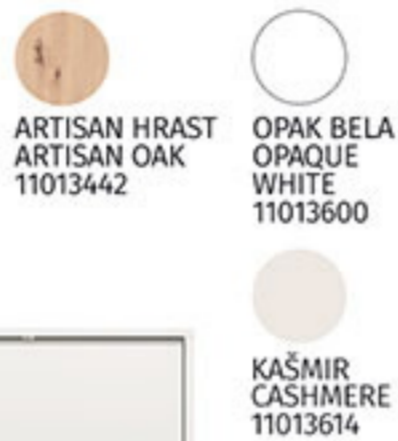 ARTISAN HRAST
ARTISAN OAK
11013442
OPAK BELA
OPAQUE
WHITE
11013600
KAŠMIR
CASHMERE
11013614